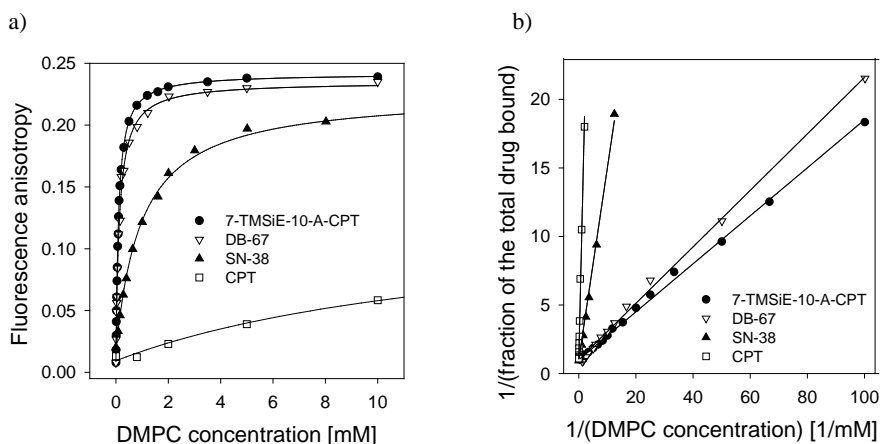 a)
b)
Fluorescence anisotropy
0.25
0.20
0.15
0.10
0.05
0.00
7-TMSiE-10-A-CPT
DB-67
SN-38
CPT
0 2 4 6 8 10
DMPC concentration [mM]
1/(fraction of the total drug bound)
20
15
10
5
0
7-TMSiE-10-A-CPT
DB-67
SN-38
CPT
0 20 40 60 80 100
1/(DMPC concentration) [1/mM]